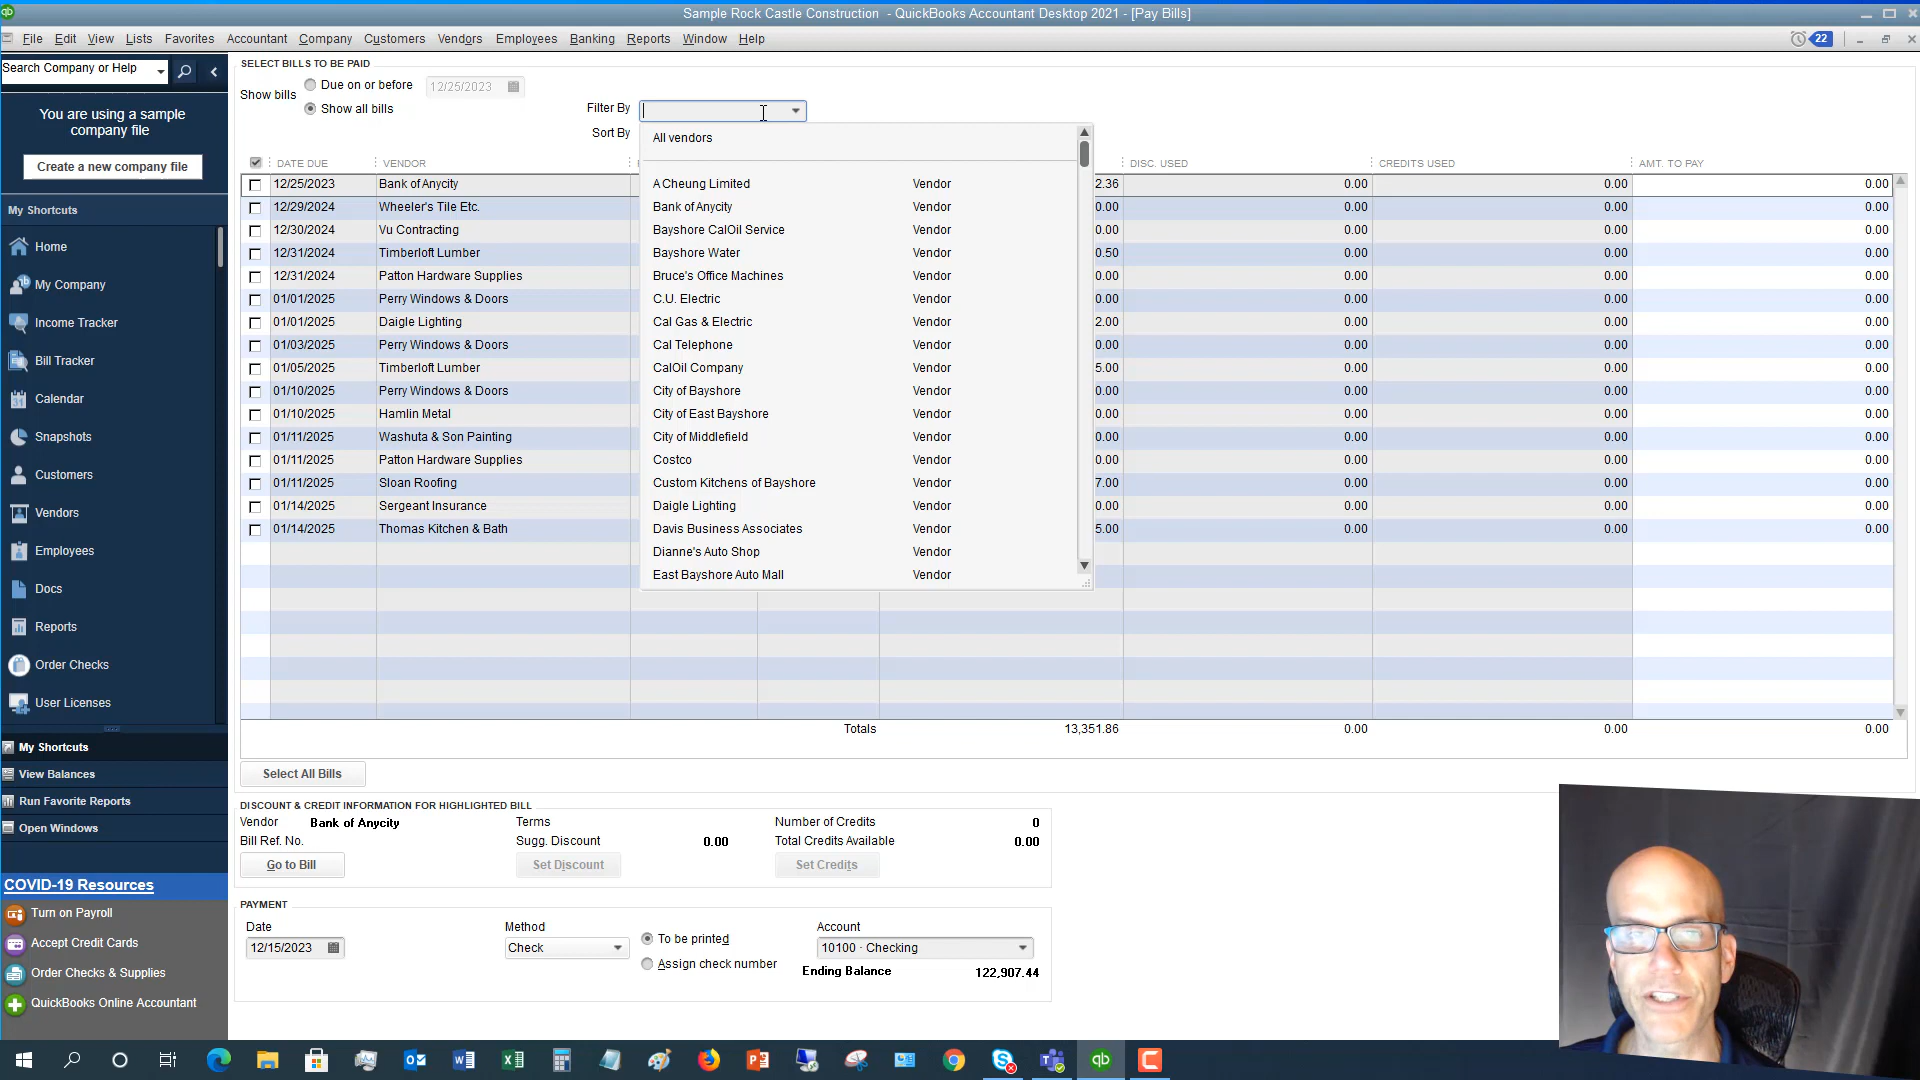 Sample Rock Castle Construction - QuickBooks Accountant Desktop 2021 - [Pay Bills]
File Edit View Lists Favorites Accountant Company Customers Vendors Employees Banking Reports Window Help
22
Search Company or Help
You are using a sample
company file
Create a new company file
My Shortcuts
Home
My Company
Income Tracker
Bill Tracker
Calendar
Snapshots
Customers
Vendors
Employees
Docs
Reports
Order Checks
User Licenses
My Shortcuts
View Balances
Run Favorite Reports
Open Windows
COVID-19 Resources
Turn on Payroll
Accept Credit Cards
Order Checks & Supplies
QuickBooks Online Accountant
SELECT BILLS TO BE PAID
Show bills
Due on or before 12/25/2023
Show all bills
Filter By
Sort By
DATE DUE VENDOR DISC. USED CREDITS USED AMT. TO PAY
12/25/2023 Bank of Anycity 2.36 0.00 0.00 0.00
12/29/2024 Wheeler's Tile Etc. 0.00 0.00 0.00 0.00
12/30/2024 Vu Contracting 0.00 0.00 0.00 0.00
12/31/2024 Timberloft Lumber 0.50 0.00 0.00 0.00
12/31/2024 Patton Hardware Supplies 0.00 0.00 0.00 0.00
01/01/2025 Perry Windows & Doors 0.00 0.00 0.00 0.00
01/01/2025 Daigle Lighting 2.00 0.00 0.00 0.00
01/03/2025 Perry Windows & Doors 0.00 0.00 0.00 0.00
01/05/2025 Timberloft Lumber 5.00 0.00 0.00 0.00
01/10/2025 Perry Windows & Doors 0.00 0.00 0.00 0.00
01/10/2025 Hamlin Metal 0.00 0.00 0.00 0.00
01/11/2025 Washuta & Son Painting 0.00 0.00 0.00 0.00
01/11/2025 Patton Hardware Supplies 0.00 0.00 0.00 0.00
01/11/2025 Sloan Roofing 7.00 0.00 0.00 0.00
01/14/2025 Sergeant Insurance 0.00 0.00 0.00 0.00
01/14/2025 Thomas Kitchen & Bath 5.00 0.00 0.00 0.00
All vendors
A Cheung Limited Vendor
Bank of Anycity Vendor
Bayshore CalOil Service Vendor
Bayshore Water Vendor
Bruce's Office Machines Vendor
C.U. Electric Vendor
Cal Gas & Electric Vendor
Cal Telephone Vendor
CalOil Company Vendor
City of Bayshore Vendor
City of East Bayshore Vendor
City of Middlefield Vendor
Costco Vendor
Custom Kitchens of Bayshore Vendor
Daigle Lighting Vendor
Davis Business Associates Vendor
Dianne's Auto Shop Vendor
East Bayshore Auto Mall Vendor
Totals 13,351.86 0.00 0.00 0.00
Select All Bills
DISCOUNT & CREDIT INFORMATION FOR HIGHLIGHTED BILL
Vendor Bank of Anycity Terms Number of Credits 0
Bill Ref. No. Sugg. Discount 0.00 Total Credits Available 0.00
Go to Bill Set Discount Set Credits
PAYMENT
Date Method Account
12/15/2023 Check To be printed 10100 · Checking
Assign check number Ending Balance 122,907.44